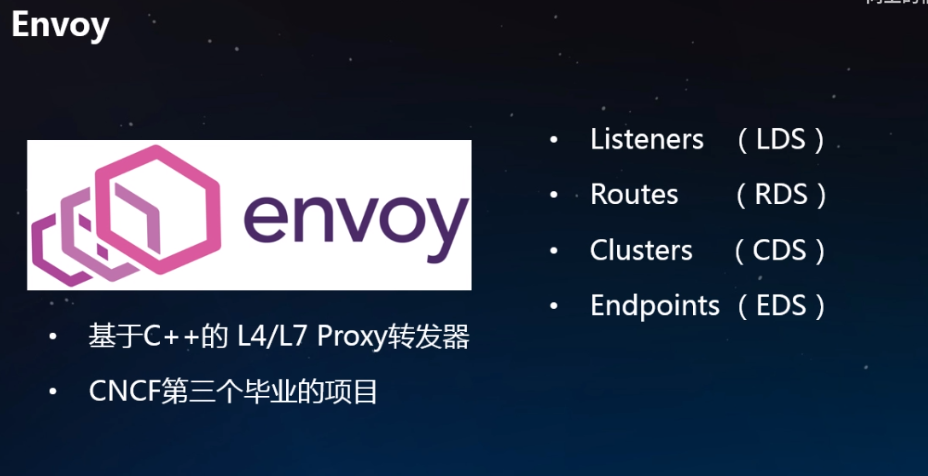 Envoy
envoy
• 基于C++的 L4/L7 Proxy转发器
• CNCF第三个毕业的项目
• Listeners （LDS）
• Routes （RDS）
• Clusters （CDS）
• Endpoints （EDS）